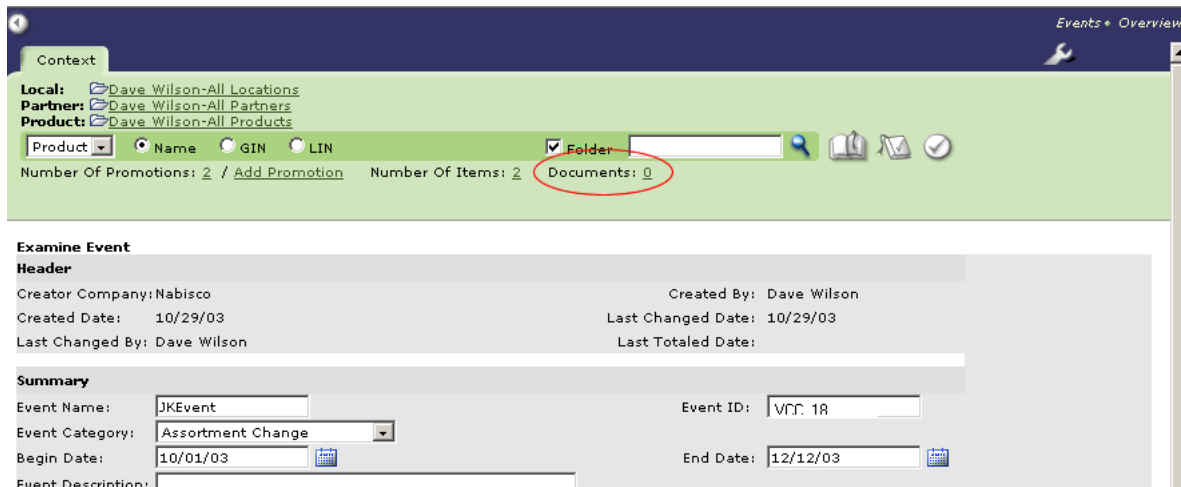 Events • Overview
Context
Local: Dave Wilson-All Locations
Partner: Dave Wilson-All Partners
Product: Dave Wilson-All Products
Product Name GIN LIN Folder
Number Of Promotions: 2 / Add Promotion Number Of Items: 2 Documents: 0
Examine Event
Header
Creator Company: Nabisco Created By: Dave Wilson
Created Date: 10/29/03 Last Changed Date: 10/29/03
Last Changed By: Dave Wilson Last Totaled Date:
Summary
Event Name: JKEvent Event ID: VCC 18
Event Category: Assortment Change
Begin Date: 10/01/03 End Date: 12/12/03
Event Description: